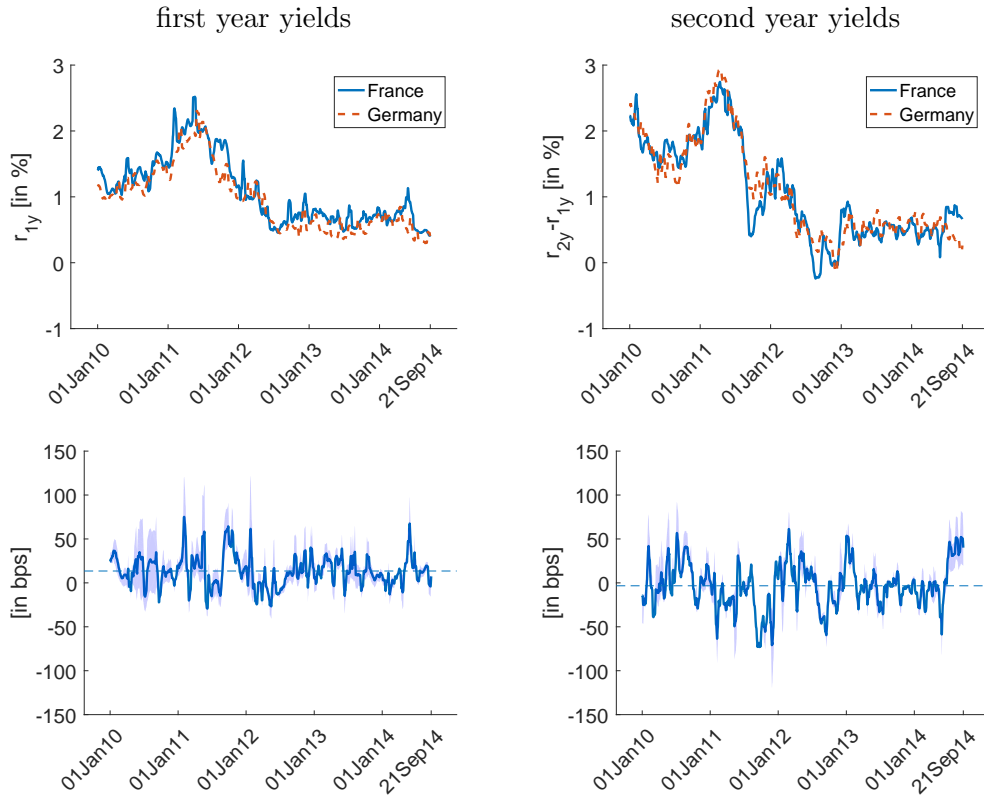 first year yields
second year yields
r1y [in %]
3
2
1
0
-1
France
Germany
01Jan10
01Jan11
01Jan12
01Jan13
01Jan14
21Sep14
r2y-r1y [in %]
3
2
1
0
-1
France
Germany
01Jan10
01Jan11
01Jan12
01Jan13
01Jan14
21Sep14
[in bps]
150
100
50
0
-50
-100
-150
01Jan10
01Jan11
01Jan12
01Jan13
01Jan14
21Sep14
[in bps]
150
100
50
0
-50
-100
-150
01Jan10
01Jan11
01Jan12
01Jan13
01Jan14
21Sep14